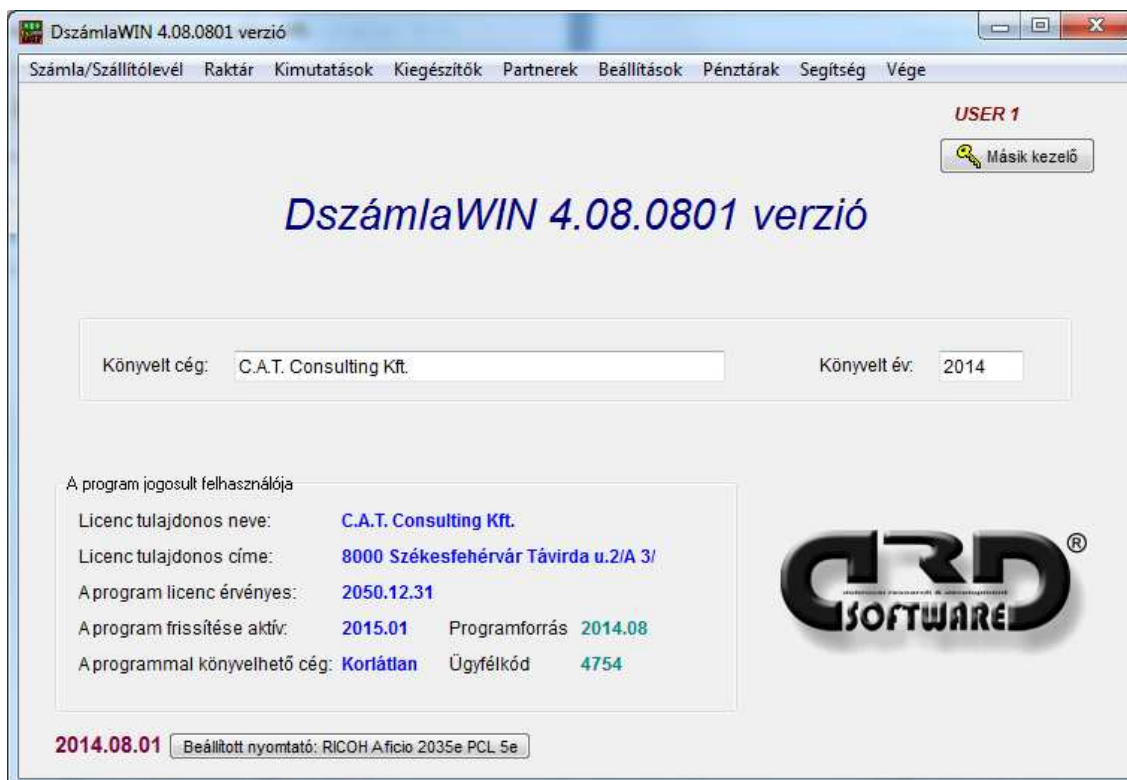 DszámlaWIN 4.08.0801 verzió
Számla/Szállítólevél Raktár Kimutatások Kiegészítők Partnerek Beállítások Pénztárak Segítség Vége
USER 1
Másik kezelő
DszámlaWIN 4.08.0801 verzió
Könyvelt cég: C.A.T. Consulting Kft. Könyvelt év: 2014
A program jogosult felhasználója
Licenc tulajdonos neve: C.A.T. Consulting Kft.
Licenc tulajdonos címe: 8000 Székesfehérvár Távirda u.2/A 3/
A program licenc érvényes: 2050.12.31
A program frissítése aktív: 2015.01 Programforrás 2014.08
A programmal könyvelhető cég: Korlátlan Ügyfélkód 4754
DRD ®
SOFTWARE
2014.08.01 Beállított nyomtató: RICOH Aficio 2035e PCL 5e